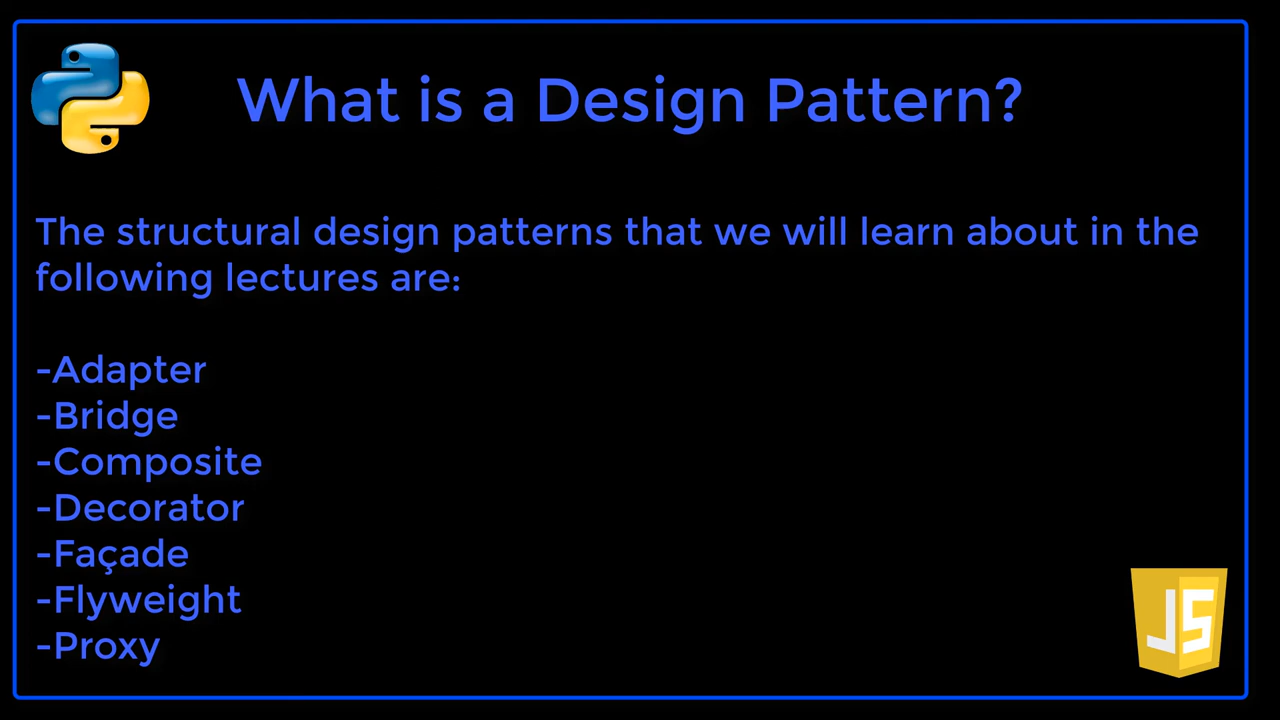 What is a Design Pattern?
The structural design patterns that we will learn about in the
following lectures are:
-Adapter
-Bridge
-Composite
-Decorator
-Façade
-Flyweight
-Proxy
JS